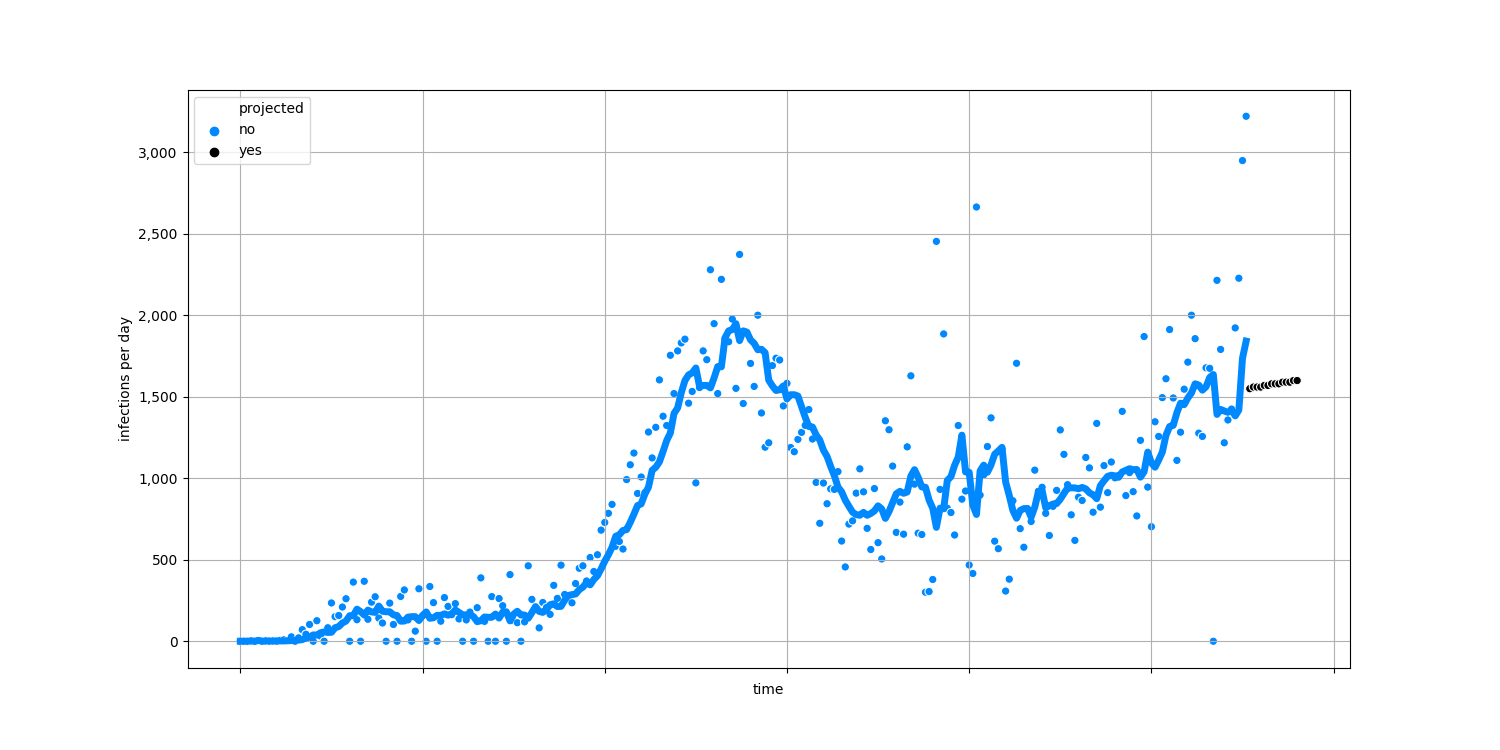 projected
no
yes
3,000
2,500
2,000
1,500
1,000
500
0
infections per day
time